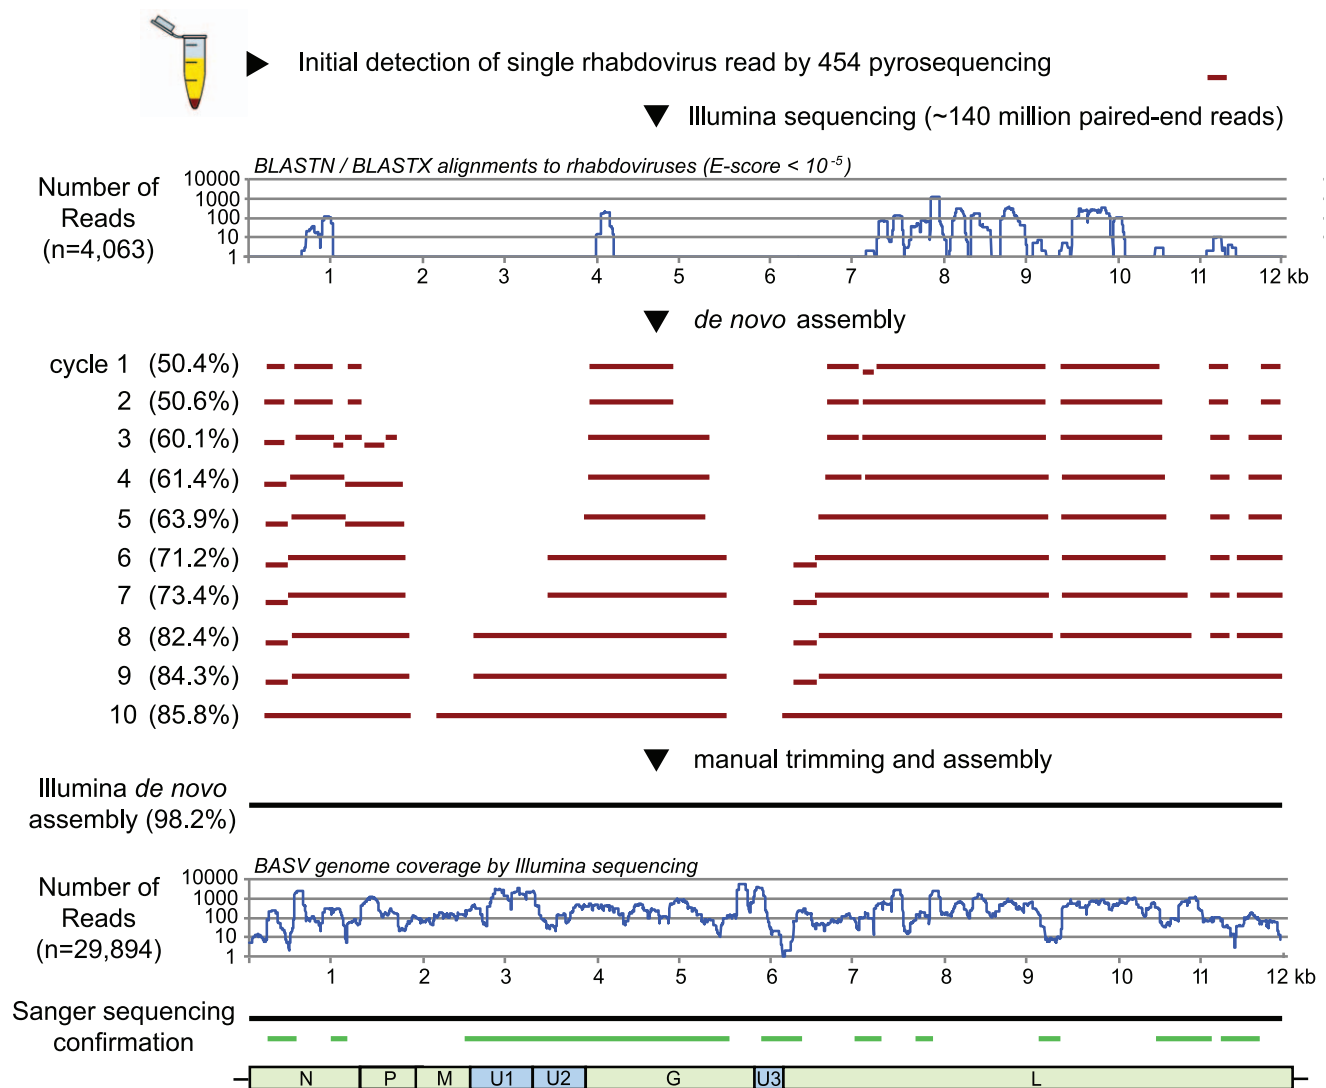 Initial detection of single rhabdovirus read by 454 pyrosequencing
Illumina sequencing (~140 million paired-end reads)
BLASTN / BLASTX alignments to rhabdoviruses (E-score < 10 -5)
Number of
Reads
(n=4,063)
10000
1000
100
10
1
1 2 3 4 5 6 7 8 9 10 11 12 kb
de novo assembly
cycle 1 (50.4%)
2 (50.6%)
3 (60.1%)
4 (61.4%)
5 (63.9%)
6 (71.2%)
7 (73.4%)
8 (82.4%)
9 (84.3%)
10 (85.8%)
manual trimming and assembly
Illumina de novo
assembly (98.2%)
BASV genome coverage by Illumina sequencing
Number of
Reads
(n=29,894)
10000
1000
100
10
1
1 2 3 4 5 6 7 8 9 10 11 12 kb
Sanger sequencing
confirmation
N P M U1 U2 G U3 L